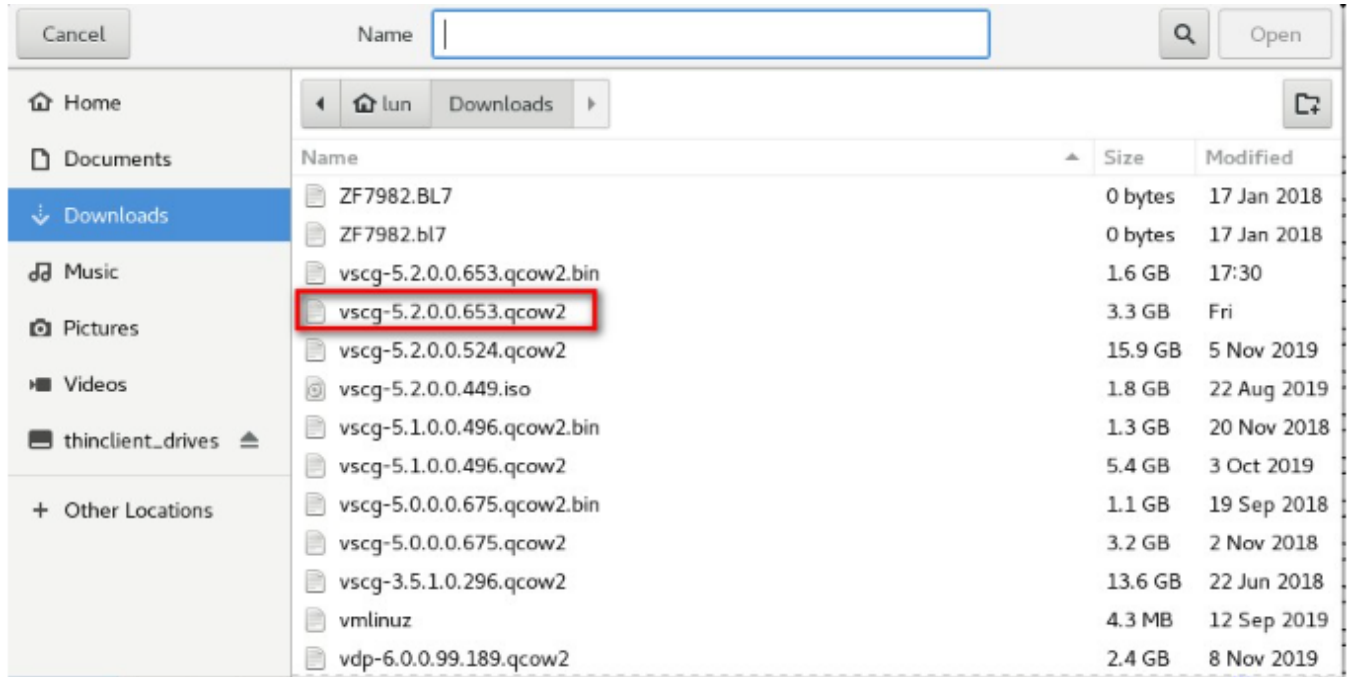 Cancel Name Open
Home
Documents
Downloads
Music
Pictures
Videos
thinclient_drives
+ Other Locations
lun Downloads
Name Size Modified
ZF7982.BL7 0 bytes 17 Jan 2018
ZF7982.bl7 0 bytes 17 Jan 2018
vscg-5.2.0.0.653.qcow2.bin 1.6 GB 17:30
vscg-5.2.0.0.653.qcow2 3.3 GB Fri
vscg-5.2.0.0.524.qcow2 15.9 GB 5 Nov 2019
vscg-5.2.0.0.449.iso 1.8 GB 22 Aug 2019
vscg-5.1.0.0.496.qcow2.bin 1.3 GB 20 Nov 2018
vscg-5.1.0.0.496.qcow2 5.4 GB 3 Oct 2019
vscg-5.0.0.0.675.qcow2.bin 1.1 GB 19 Sep 2018
vscg-5.0.0.0.675.qcow2 3.2 GB 2 Nov 2018
vscg-3.5.1.0.296.qcow2 13.6 GB 22 Jun 2018
vmlinuz 4.3 MB 12 Sep 2019
vdp-6.0.0.99.189.qcow2 2.4 GB 8 Nov 2019